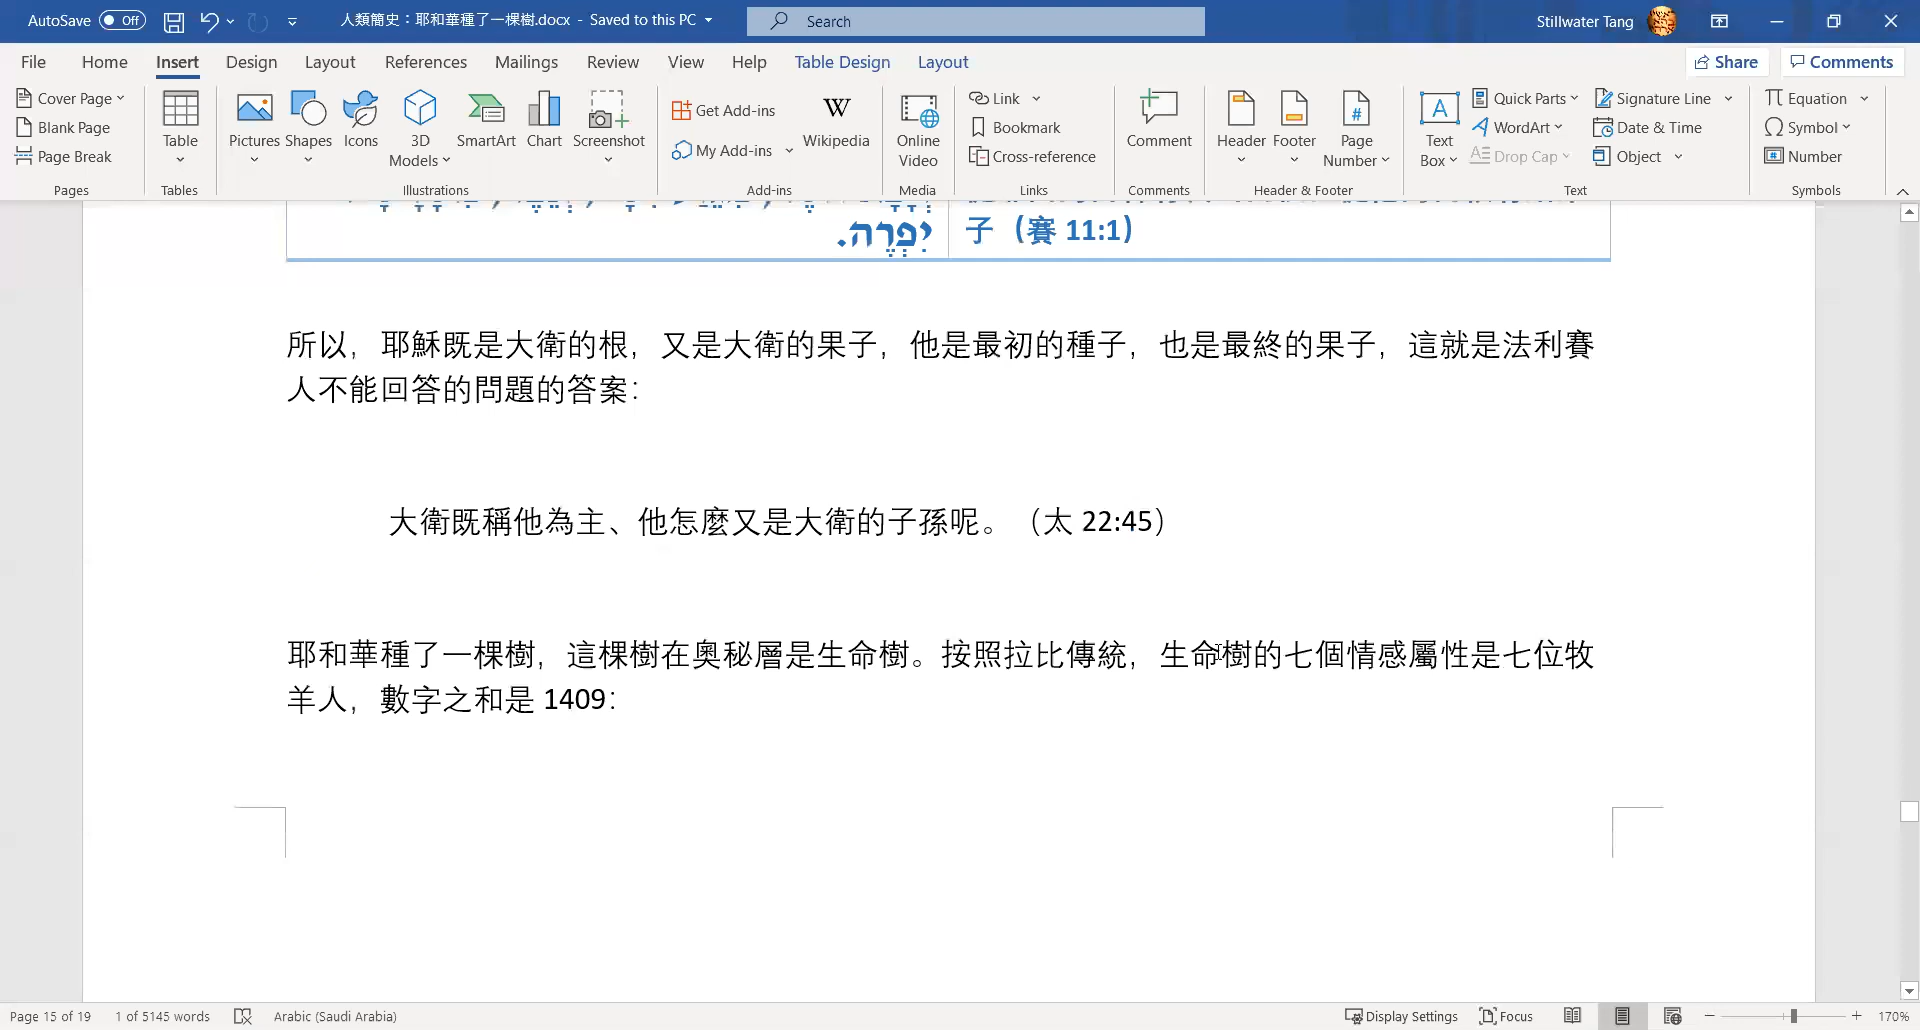 AutoSave Off 人類簡史：耶和華種了一棵樹.docx - Saved to this PC Search Stillwater Tang
File Home Insert Design Layout References Mailings Review View Help Table Design Layout Share Comments
Cover Page
Blank Page
Page Break
Pages
Table
Tables
Pictures Shapes Icons 3D Models SmartArt Chart Screenshot
Illustrations
Get Add-ins
My Add-ins
W Wikipedia
Add-ins
Online Video
Media
Link
Bookmark
Cross-reference
Links
Comment
Comments
Header Footer Page Number
Header & Footer
Text Box
Quick Parts
WordArt
Drop Cap
Signature Line
Date & Time
Object
Text
Equation
Symbol
Number
Symbols
יִפְרֶה.
子（賽 11:1）
所以，耶穌既是大衛的根，又是大衛的果子，他是最初的種子，也是最終的果子，這就是法利賽
人不能回答的問題的答案：
大衛既稱他為主、他怎麼又是大衛的子孫呢。（太 22:45）
耶和華種了一棵樹，這棵樹在奧秘層是生命樹。按照拉比傳統，生命樹的七個情感屬性是七位牧
羊人，數字之和是 1409：
Page 15 of 19 1 of 5145 words Arabic (Saudi Arabia) Display Settings Focus 170%